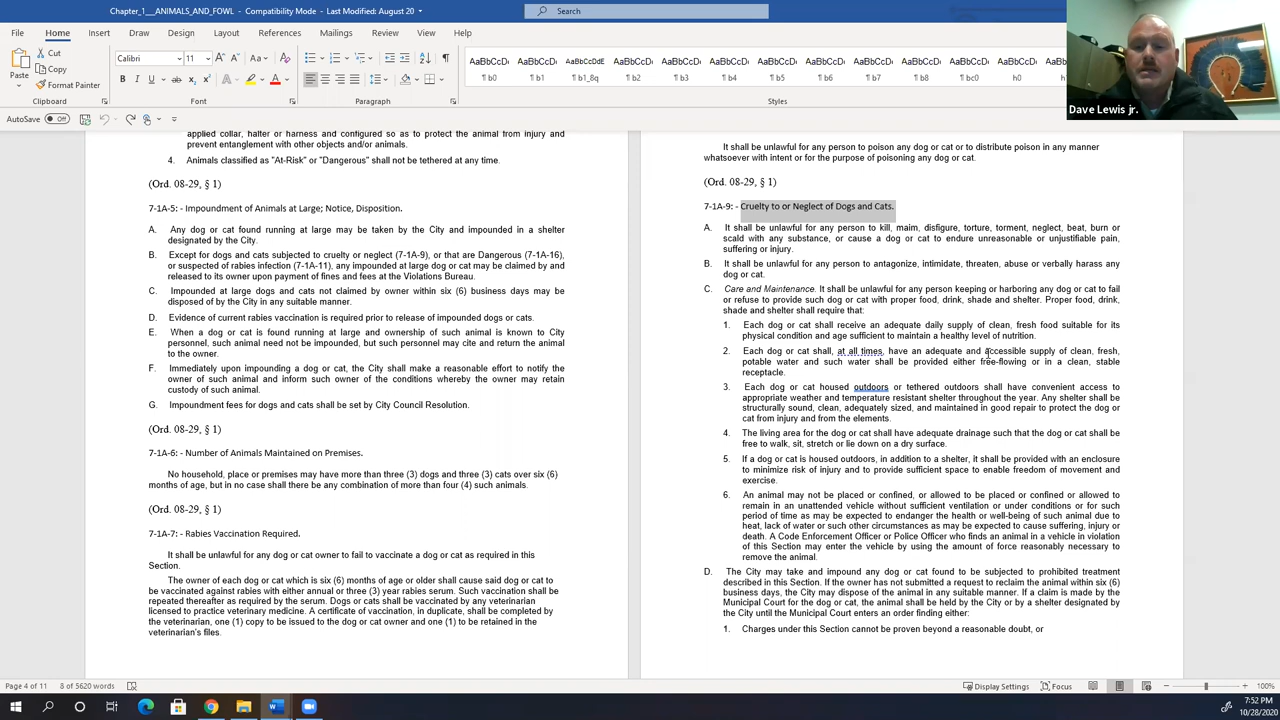 Chapter_1___ANIMALS_AND_FOWL - Compatibility Mode - Last Modified: August 20
Search
File Home Insert Draw Design Layout References Mailings Review View Help
Paste
Cut
Copy
Format Painter
Calibri 11
AaBbCcDc AaBbCcDc AaBbCcDdE AaBbCcDc AaBbCcDc AaBbCcDc AaBbCcDc AaBbCcDc AaBbCcDc AaBbCcDc AaBbCcDc
¶ b0 ¶ b1 ¶ b1_8q ¶ b2 ¶ b3 ¶ b4 ¶ b5 ¶ b6 ¶ b7 ¶ b8 ¶ bc0 h0
Clipboard Font Paragraph Styles
AutoSave Off
Dave Lewis jr.
applied collar, halter or harness and configured so as to protect the animal from injury and
prevent entanglement with other objects and/or animals.
4. Animals classified as "At-Risk" or "Dangerous" shall not be tethered at any time.
(Ord. 08-29, § 1)
7-1A-5: - Impoundment of Animals at Large; Notice, Disposition.
A. Any dog or cat found running at large may be taken by the City and impounded in a shelter
designated by the City.
B. Except for dogs and cats subjected to cruelty or neglect (7-1A-9), or that are Dangerous (7-1A-16),
or suspected of rabies infection (7-1A-11), any impounded at large dog or cat may be claimed by and
released to its owner upon payment of fines and fees at the Violations Bureau.
C. Impounded at large dogs and cats not claimed by owner within six (6) business days may be
disposed of by the City in any suitable manner.
D. Evidence of current rabies vaccination is required prior to release of impounded dogs or cats.
E. When a dog or cat is found running at large and ownership of such animal is known to City
personnel, such animal need not be impounded, but such personnel may cite and return the animal
to the owner.
F. Immediately upon impounding a dog or cat, the City shall make a reasonable effort to notify the
owner of such animal and inform such owner of the conditions whereby the owner may retain
custody of such animal.
G. Impoundment fees for dogs and cats shall be set by City Council Resolution.
(Ord. 08-29, § 1)
7-1A-6: - Number of Animals Maintained on Premises.
No household, place or premises may have more than three (3) dogs and three (3) cats over six (6)
months of age, but in no case shall there be any combination of more than four (4) such animals.
(Ord. 08-29, § 1)
7-1A-7: - Rabies Vaccination Required.
It shall be unlawful for any dog or cat owner to fail to vaccinate a dog or cat as required in this
Section.
The owner of each dog or cat which is six (6) months of age or older shall cause said dog or cat to
be vaccinated against rabies with either annual or three (3) year rabies serum. Such vaccination shall be
repeated thereafter as required by the serum. Dogs or cats shall be vaccinated by any veterinarian
licensed to practice veterinary medicine. A certificate of vaccination, in duplicate, shall be completed by
the veterinarian, one (1) copy to be issued to the dog or cat owner and one (1) to be retained in the
veterinarian's files.
It shall be unlawful for any person to poison any dog or cat or to distribute poison in any manner
whatsoever with intent or for the purpose of poisoning any dog or cat.
(Ord. 08-29, § 1)
7-1A-9: - Cruelty to or Neglect of Dogs and Cats.
A. It shall be unlawful for any person to kill, maim, disfigure, torture, torment, neglect, beat, burn or
scald with any substance, or cause a dog or cat to endure unreasonable or unjustifiable pain,
suffering or injury.
B. It shall be unlawful for any person to antagonize, intimidate, threaten, abuse or verbally harass any
dog or cat.
C. Care and Maintenance. It shall be unlawful for any person keeping or harboring any dog or cat to fail
or refuse to provide such dog or cat with proper food, drink, shade and shelter. Proper food, drink,
shade and shelter shall require that:
1. Each dog or cat shall receive an adequate daily supply of clean, fresh food suitable for its
physical condition and age sufficient to maintain a healthy level of nutrition.
2. Each dog or cat shall, at all times, have an adequate and accessible supply of clean, fresh,
potable water and such water shall be provided either free-flowing or in a clean, stable
receptacle.
3. Each dog or cat housed outdoors or tethered outdoors shall have convenient access to
appropriate weather and temperature resistant shelter throughout the year. Any shelter shall be
structurally sound, clean, adequately sized, and maintained in good repair to protect the dog or
cat from injury and from the elements.
4. The living area for the dog or cat shall have adequate drainage such that the dog or cat shall be
free to walk, sit, stretch or lie down on a dry surface.
5. If a dog or cat is housed outdoors, in addition to a shelter, it shall be provided with an enclosure
to minimize risk of injury and to provide sufficient space to enable freedom of movement and
exercise.
6. An animal may not be placed or confined, or allowed to be placed or confined or allowed to
remain in an unattended vehicle without sufficient ventilation or under conditions or for such
period of time as may be expected to endanger the health or well-being of such animal due to
heat, lack of water or such other circumstances as may be expected to cause suffering, injury or
death. A Code Enforcement Officer or Police Officer who finds an animal in a vehicle in violation
of this Section may enter the vehicle by using the amount of force reasonably necessary to
remove the animal.
D. The City may take and impound any dog or cat found to be subjected to prohibited treatment
described in this Section. If the owner has not submitted a request to reclaim the animal within six (6)
business days, the City may dispose of the animal in any suitable manner. If a claim is made by the
Municipal Court for the dog or cat, the animal shall be held by the City or by a shelter designated by
the City until the Municipal Court enters an order finding either:
1. Charges under this Section cannot be proven beyond a reasonable doubt, or
Page 4 of 11 8 of 5620 words Display Settings Focus 100%
7:52 PM
10/28/2020